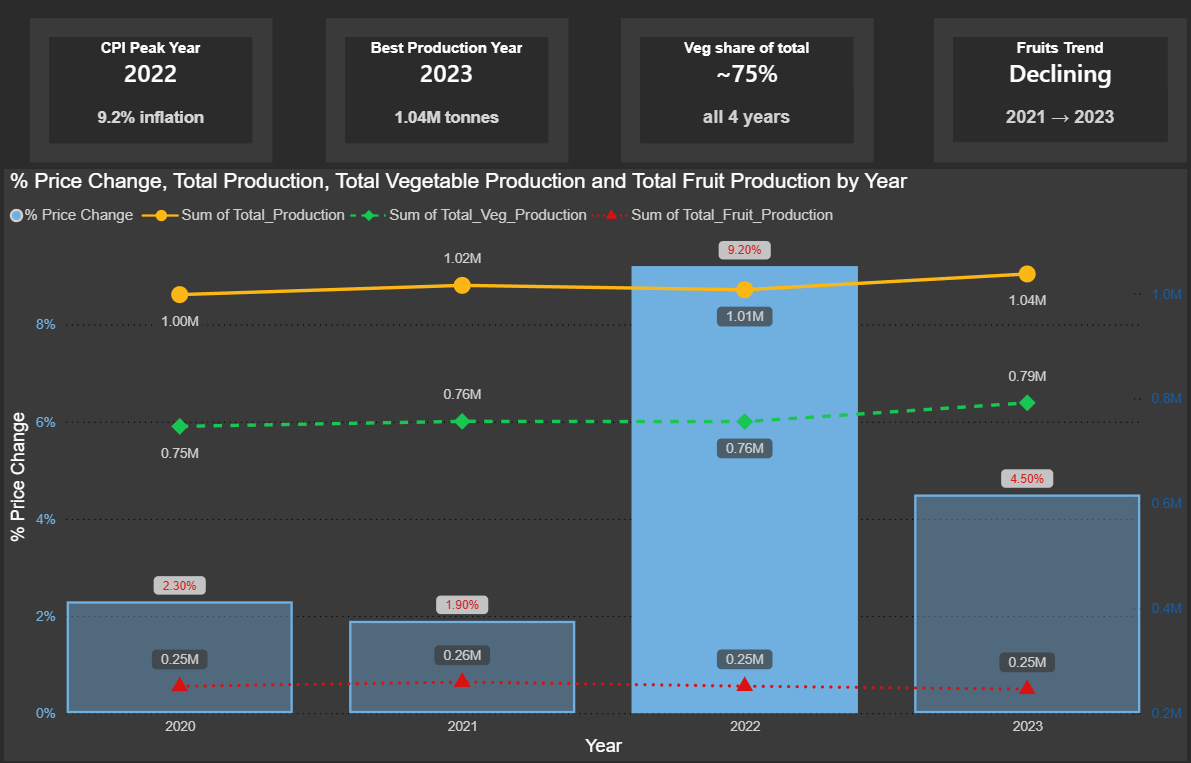 CPI Peak Year
2022
9.2% inflation
Best Production Year
2023
1.04M tonnes
Veg share of total
~75%
all 4 years
Fruits Trend
Declining
2021 → 2023
% Price Change, Total Production, Total Vegetable Production and Total Fruit Production by Year
% Price Change Sum of Total_Production Sum of Total_Veg_Production Sum of Total_Fruit_Production
9.20%
1.02M
1.0M
1.00M
1.01M
1.04M
8%
0.79M
0.76M
0.8M
6%
0.75M
0.76M
4.50%
0.6M
4%
2.30%
1.90%
0.4M
2%
0.25M
0.26M
0.25M
0.25M
0%
0.2M
2020
2021
2022
2023
% Price Change
Year